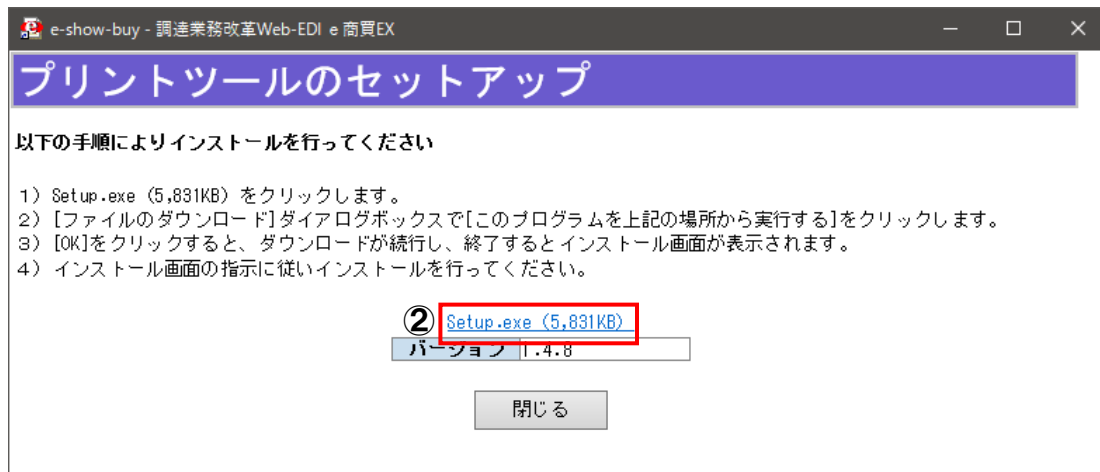 e-show-buy - 調達業務改革Web-EDI e商買EX
プリントツールのセットアップ
以下の手順によりインストールを行ってください
1) Setup.exe (5,831KB) をクリックします。
2) [ファイルのダウンロード]ダイアログボックスで[このプログラムを上記の場所から実行する]をクリックします。
3) [OK]をクリックすると、ダウンロードが続行し、終了するとインストール画面が表示されます。
4) インストール画面の指示に従いインストールを行ってください。
② Setup.exe (5,831KB)
バージョン 1.4.8
閉じる